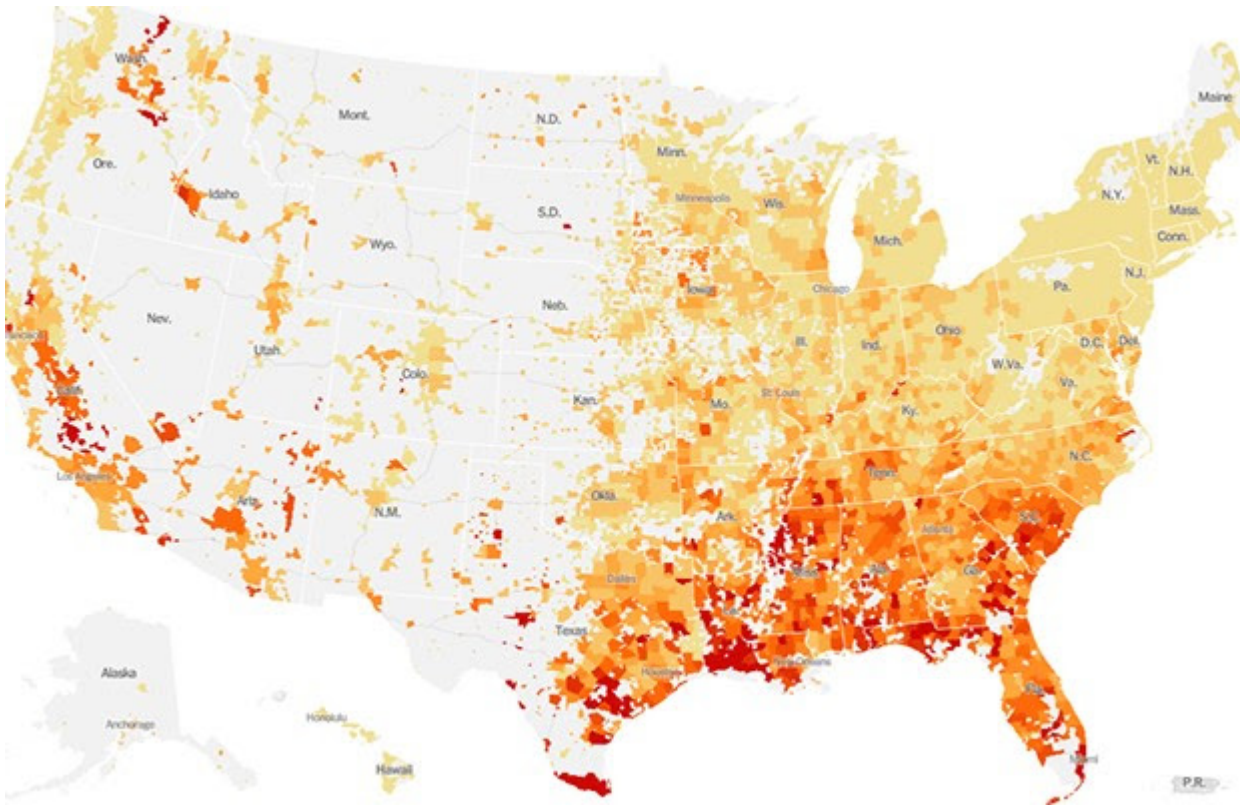 Wash.
Mont.
N.D.
Minn.
Maine
Vt.
N.H.
Ore.
Idaho
S.D.
Minneapolis
Wis.
N.Y.
Mass.
Mich.
Conn.
Wyo.
Neb.
Iowa
Chicago
Pa.
N.J.
Nev.
Utah
Ill.
Ind.
Ohio
D.C.
Del.
Colo.
W.Va.
Va.
Calif.
Kan.
Mo.
St. Louis
Ky.
Los Angeles
Ariz.
N.M.
Okla.
Ark.
Tenn.
N.C.
S.C.
Atlanta
Dallas
Miss.
Ala.
Ga.
La.
Texas
Houston
New Orleans
Fla.
Miami
Alaska
Anchorage
Honolulu
Hawaii
P.R.